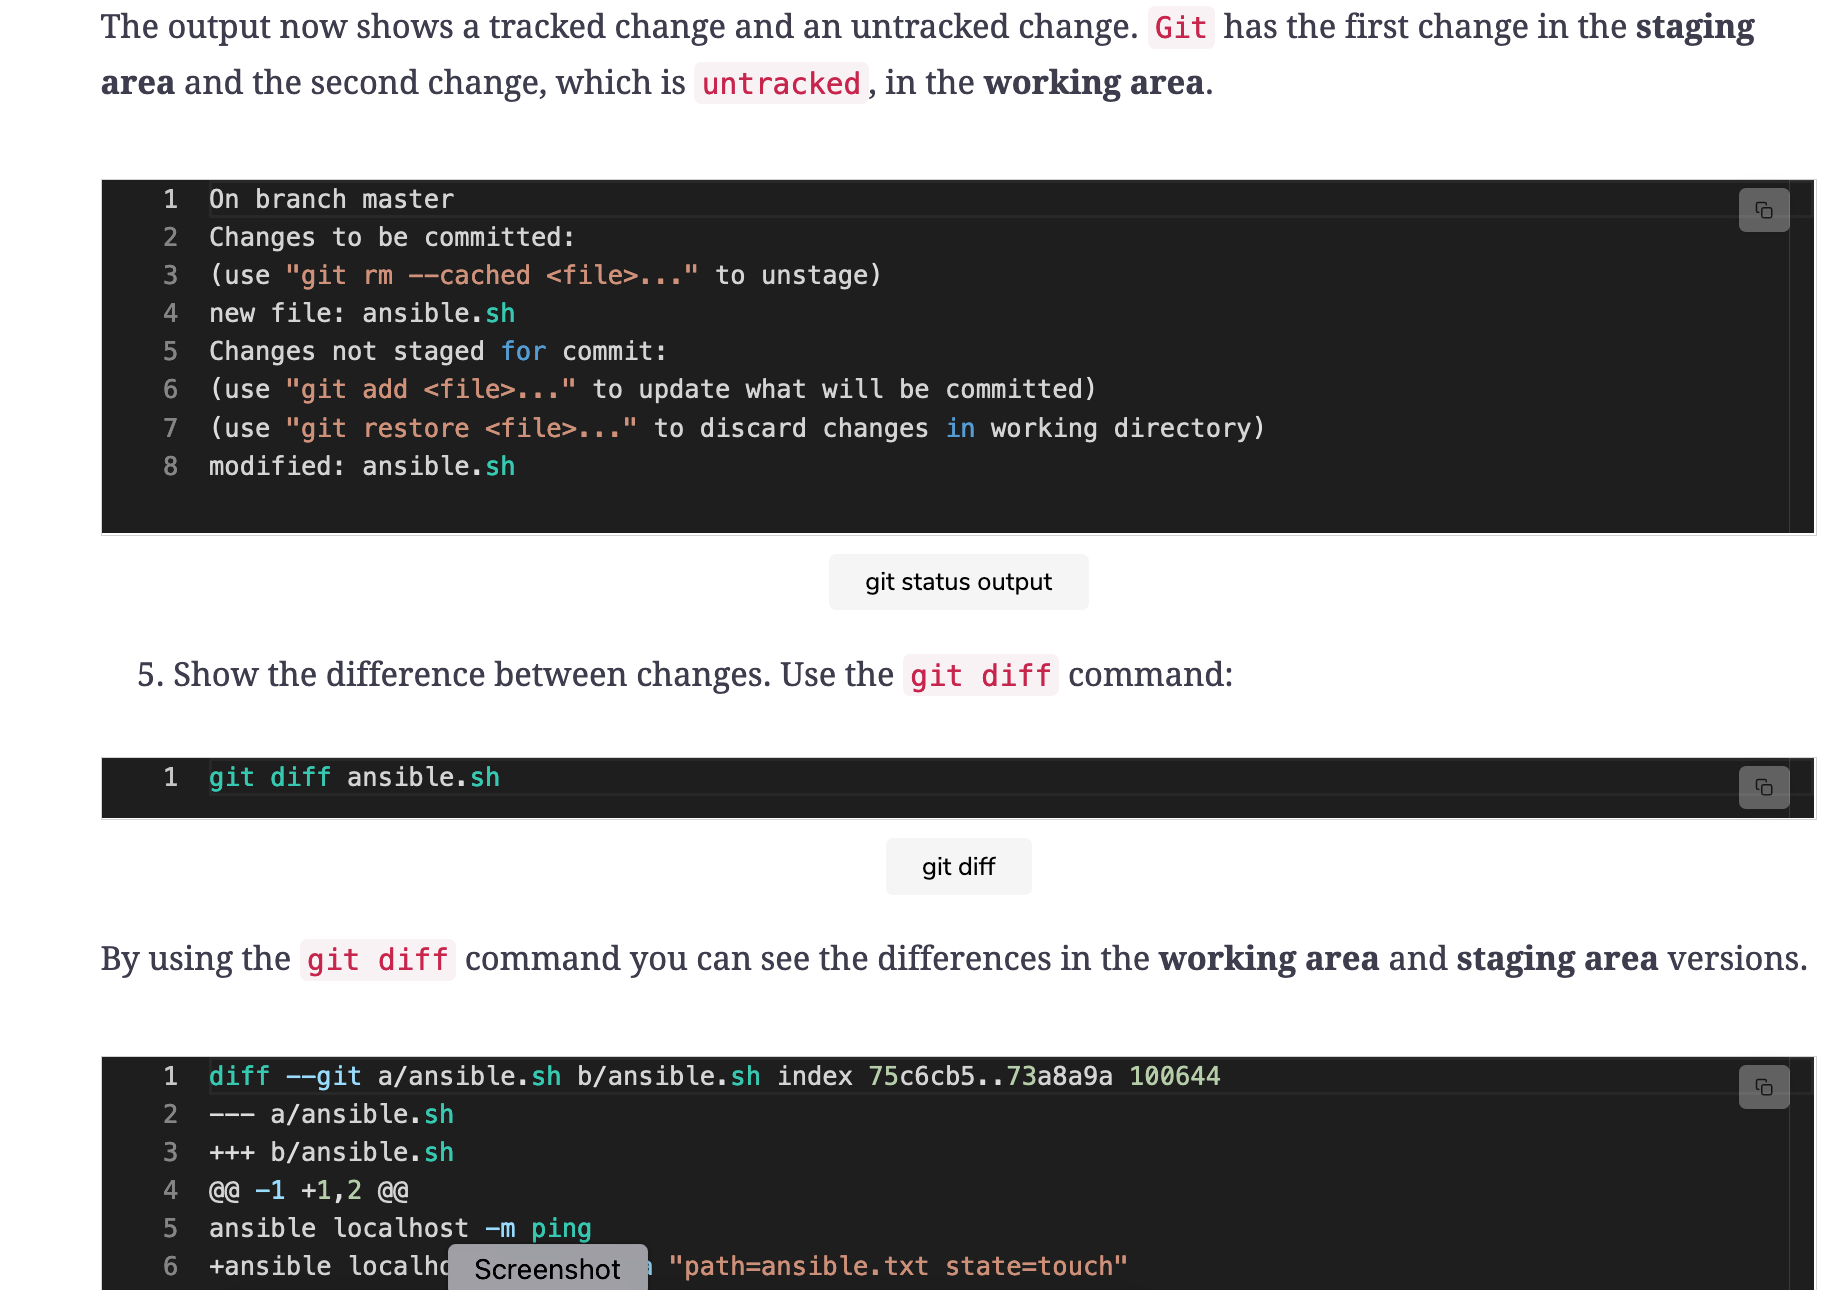 The output now shows a tracked change and an untracked change. Git has the first change in the staging
area and the second change, which is untracked, in the working area.
1 On branch master
2 Changes to be committed:
3 (use "git rm --cached <file>..." to unstage)
4 new file: ansible.sh
5 Changes not staged for commit:
6 (use "git add <file>..." to update what will be committed)
7 (use "git restore <file>..." to discard changes in working directory)
8 modified: ansible.sh
git status output
5. Show the difference between changes. Use the git diff command:
1 git diff ansible.sh
git diff
By using the git diff command you can see the differences in the working area and staging area versions.
1 diff --git a/ansible.sh b/ansible.sh index 75c6cb5..73a8a9a 100644
2 --- a/ansible.sh
3 +++ b/ansible.sh
4 @@ -1 +1,2 @@
5 ansible localhost -m ping
6 +ansible "path=ansible.txt state=touch"
Screenshot